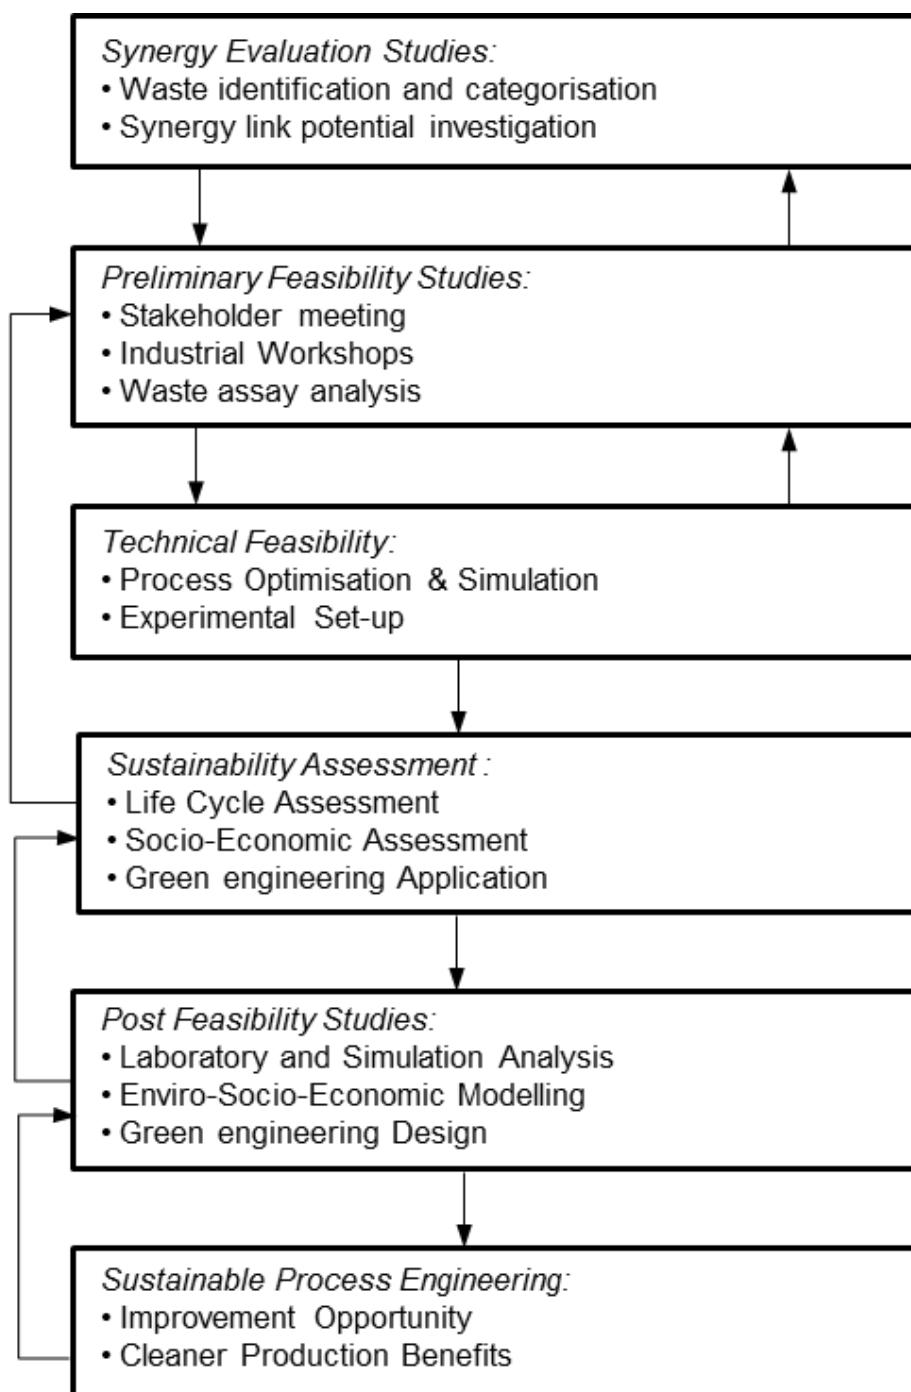 Synergy Evaluation Studies:
• Waste identification and categorisation
• Synergy link potential investigation
Preliminary Feasibility Studies:
• Stakeholder meeting
• Industrial Workshops
• Waste assay analysis
Technical Feasibility:
• Process Optimisation & Simulation
• Experimental Set-up
Sustainability Assessment :
• Life Cycle Assessment
• Socio-Economic Assessment
• Green engineering Application
Post Feasibility Studies:
• Laboratory and Simulation Analysis
• Enviro-Socio-Economic Modelling
• Green engineering Design
Sustainable Process Engineering:
• Improvement Opportunity
• Cleaner Production Benefits